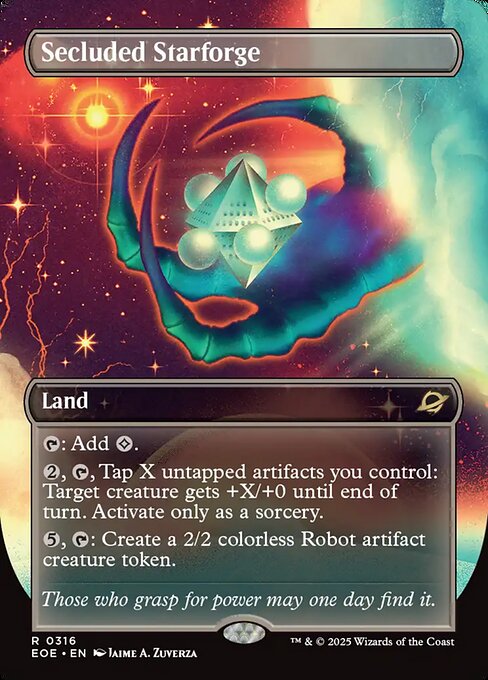 Secluded Starforge
Land
: Add .
2, , Tap X untapped artifacts you control:
Target creature gets +X/+0 until end of
turn. Activate only as a sorcery.
5, : Create a 2/2 colorless Robot artifact
creature token.
Those who grasp for power may one day find it.
R 0316
™ & © 2025 Wizards of the Coast
EOE • EN Jaime A. Zuverza